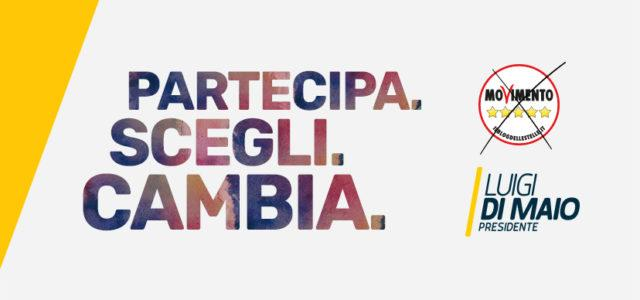 PARTECIPA.
SCEGLI.
CAMBIA.
MOVIMENTO
ILBLOGDELLESTELLE.IT
LUIGI
DI MAIO
PRESIDENTE